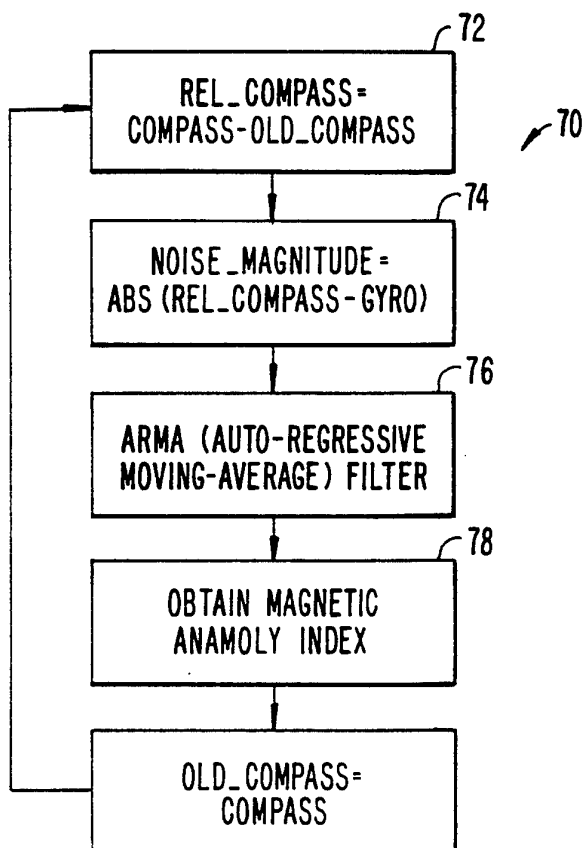 72
REL_COMPASS=
COMPASS-OLD_COMPASS
70
74
NOISE_MAGNITUDE=
ABS (REL_COMPASS-GYRO)
76
ARMA (AUTO-REGRESSIVE
MOVING-AVERAGE) FILTER
78
OBTAIN MAGNETIC
ANAMOLY INDEX
OLD_COMPASS=
COMPASS